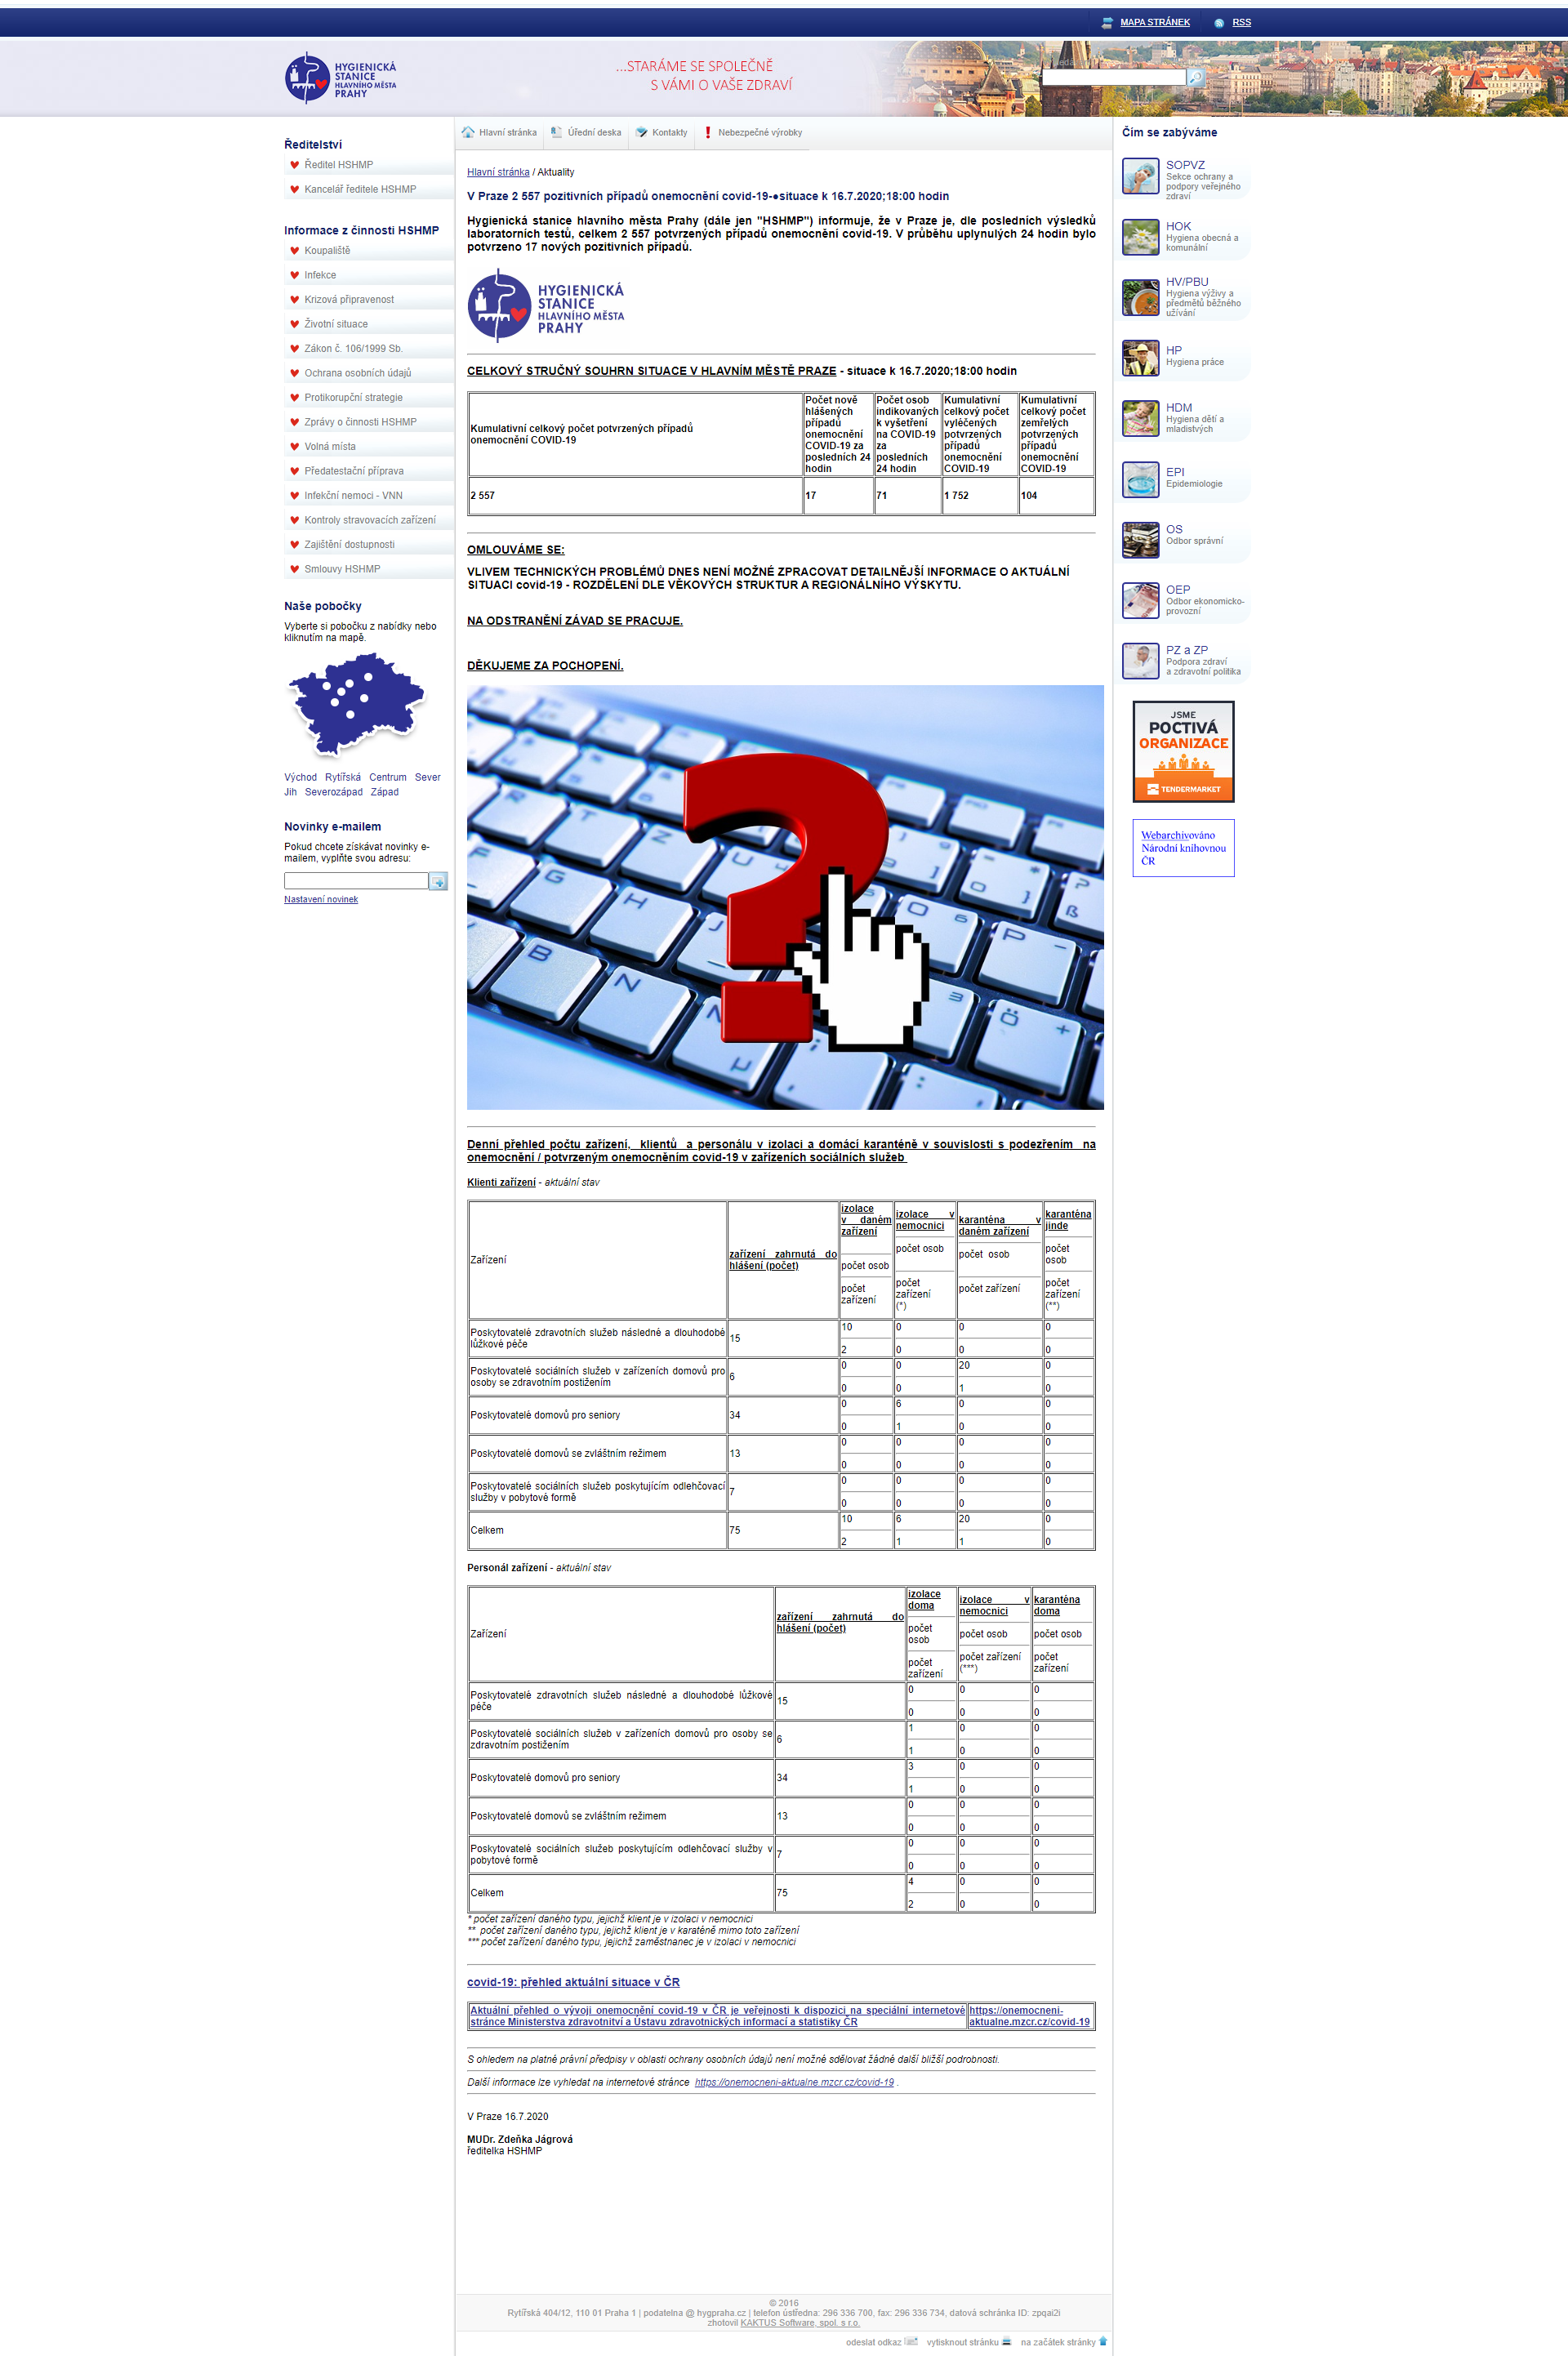 MAPA STRÁNEK
RSS
HYGIENICKÁ
STANICE
HLAVNÍHO MĚSTA
PRAHY
...STARÁME SE SPOLEČNĚ
S VÁMI O VAŠE ZDRAVÍ
Ředitelství
Ředitel HSHMP
Kancelář ředitele HSHMP
Informace z činnosti HSHMP
Koupaliště
Infekce
Krizová připravenost
Životní situace
Zákon č. 106/1999 Sb.
Ochrana osobních údajů
Protikorupční strategie
Zprávy o činnosti HSHMP
Volná místa
Předatestační příprava
Infekční nemoci - VNN
Kontroly stravovacích zařízení
Zajištění dostupnosti
Smlouvy HSHMP
Naše pobočky
Vyberte si pobočku z nabídky nebo
kliknutím na mapě.
Východ Rytířská Centrum Sever
Jih Severozápad Západ
Novinky e-mailem
Pokud chcete získávat novinky e-
mailem, vyplňte svou adresu:
Nastavení novinek
Hlavní stránka
Úřední deska
Kontakty
Nebezpečné výrobky
Hlavní stránka / Aktuality
V Praze 2 557 pozitivních případů onemocnění covid-19-●situace k 16.7.2020;18:00 hodin
Hygienická stanice hlavního města Prahy (dále jen "HSHMP") informuje, že v Praze je, dle posledních výsledků
laboratorních testů, celkem 2 557 potvrzených případů onemocnění covid-19. V průběhu uplynulých 24 hodin bylo
potvrzeno 17 nových pozitivních případů.
HYGIENICKÁ
STANICE
HLAVNÍHO MĚSTA
PRAHY
CELKOVÝ STRUČNÝ SOUHRN SITUACE V HLAVNÍM MĚSTĚ PRAZE - situace k 16.7.2020;18:00 hodin
Kumulativní celkový počet potvrzených případů
onemocnění COVID-19
Počet nově
hlášených
případů
onemocnění
COVID-19 za
posledních 24
hodin
Počet osob
indikovaných
k vyšetření
na COVID-19
za
posledních
24 hodin
Kumulativní
celkový počet
vyléčených
potvrzených
případů
onemocnění
COVID-19
Kumulativní
celkový počet
zemřelých
potvrzených
případů
onemocnění
COVID-19
2 557
17
71
1 752
104
OMLOUVÁME SE:
VLIVEM TECHNICKÝCH PROBLÉMŮ DNES NENÍ MOŽNÉ ZPRACOVAT DETAILNĚJŠÍ INFORMACE O AKTUÁLNÍ
SITUACI covid-19 - ROZDĚLENÍ DLE VĚKOVÝCH STRUKTUR A REGIONÁLNÍHO VÝSKYTU.
NA ODSTRANĚNÍ ZÁVAD SE PRACUJE.
DĚKUJEME ZA POCHOPENÍ.
Denní přehled počtu zařízení, klientů a personálu v izolaci a domácí karanténě v souvislosti s podezřením na
onemocnění / potvrzeným onemocněním covid-19 v zařízeních sociálních služeb
Klienti zařízení - aktuální stav
Zařízení
zařízení zahrnutá do
hlášení (počet)
izolace
v daném
zařízení
počet osob
počet
zařízení
izolace v
nemocnici
počet osob
počet
zařízení
(*)
karanténa v
daném zařízení
počet osob
počet zařízení
karanténa
jinde
počet
osob
počet
zařízení
(**)
Poskytovatelé zdravotních služeb následné a dlouhodobé
lůžkové péče
15
10 0 0 0
2 0 0 0
Poskytovatelé sociálních služeb v zařízeních domovů pro
osoby se zdravotním postižením
6
0 0 20 0
0 0 1 0
Poskytovatelé domovů pro seniory
34
0 6 0 0
0 1 0 0
Poskytovatelé domovů se zvláštním režimem
13
0 0 0 0
0 0 0 0
Poskytovatelé sociálních služeb poskytujícím odlehčovací
služby v pobytové formě
7
0 0 0 0
0 0 0 0
Celkem
75
10 6 20 0
2 1 1 0
Personál zařízení - aktuální stav
Zařízení
zařízení zahrnutá do
hlášení (počet)
izolace
doma
počet
osob
počet
zařízení
izolace v
nemocnici
počet osob
počet zařízení
(***)
karanténa
doma
počet osob
počet
zařízení
Poskytovatelé zdravotních služeb následné a dlouhodobé lůžkové
péče
15
0 0 0
0 0 0
Poskytovatelé sociálních služeb v zařízeních domovů pro osoby se
zdravotním postižením
6
1 0 0
1 0 0
Poskytovatelé domovů pro seniory
34
3 0 0
1 0 0
Poskytovatelé domovů se zvláštním režimem
13
0 0 0
0 0 0
Poskytovatelé sociálních služeb poskytujícím odlehčovací služby v
pobytové formě
7
0 0 0
0 0 0
Celkem
75
4 0 0
2 0 0
* počet zařízení daného typu, jejichž klient je v izolaci v nemocnici
** počet zařízení daného typu, jejichž klient je v karatěně mimo toto zařízení
*** počet zařízení daného typu, jejichž zaměstnanec je v izolaci v nemocnici
covid-19: přehled aktuální situace v ČR
Aktuální přehled o vývoji onemocnění covid-19 v ČR je veřejnosti k dispozici na speciální internetové
stránce Ministerstva zdravotnitví a Ústavu zdravotnických informací a statistiky ČR
https://onemocneni-
aktualne.mzcr.cz/covid-19
S ohledem na platné právní předpisy v oblasti ochrany osobních údajů není možné sdělovat žádné další bližší podrobnosti.
Další informace lze vyhledat na internetové stránce https://onemocneni-aktualne.mzcr.cz/covid-19 .
V Praze 16.7.2020
MUDr. Zdeňka Jágrová
ředitelka HSHMP
Čím se zabýváme
SOPVZ
Sekce ochrany a
podpory veřejného
zdraví
HOK
Hygiena obecná a
komunální
HV/PBU
Hygiena výživy a
předmětů běžného
užívání
HP
Hygiena práce
HDM
Hygiena dětí a
mladistvých
EPI
Epidemiologie
OS
Odbor správní
OEP
Odbor ekonomicko-
provozní
PZ a ZP
Podpora zdraví
a zdravotní politika
JSME
POCTIVÁ
ORGANIZACE
TENDERMARKET
Webarchivováno
Národní knihovnou
ČR
© 2016
Rytířská 404/12, 110 01 Praha 1 | podatelna @ hygpraha.cz | telefon ústředna: 296 336 700, fax: 296 336 734, datová schránka ID: zpqai2i
zhotovil KAKTUS Software, spol. s r.o.
odeslat odkaz vytisknout stránku na začátek stránky